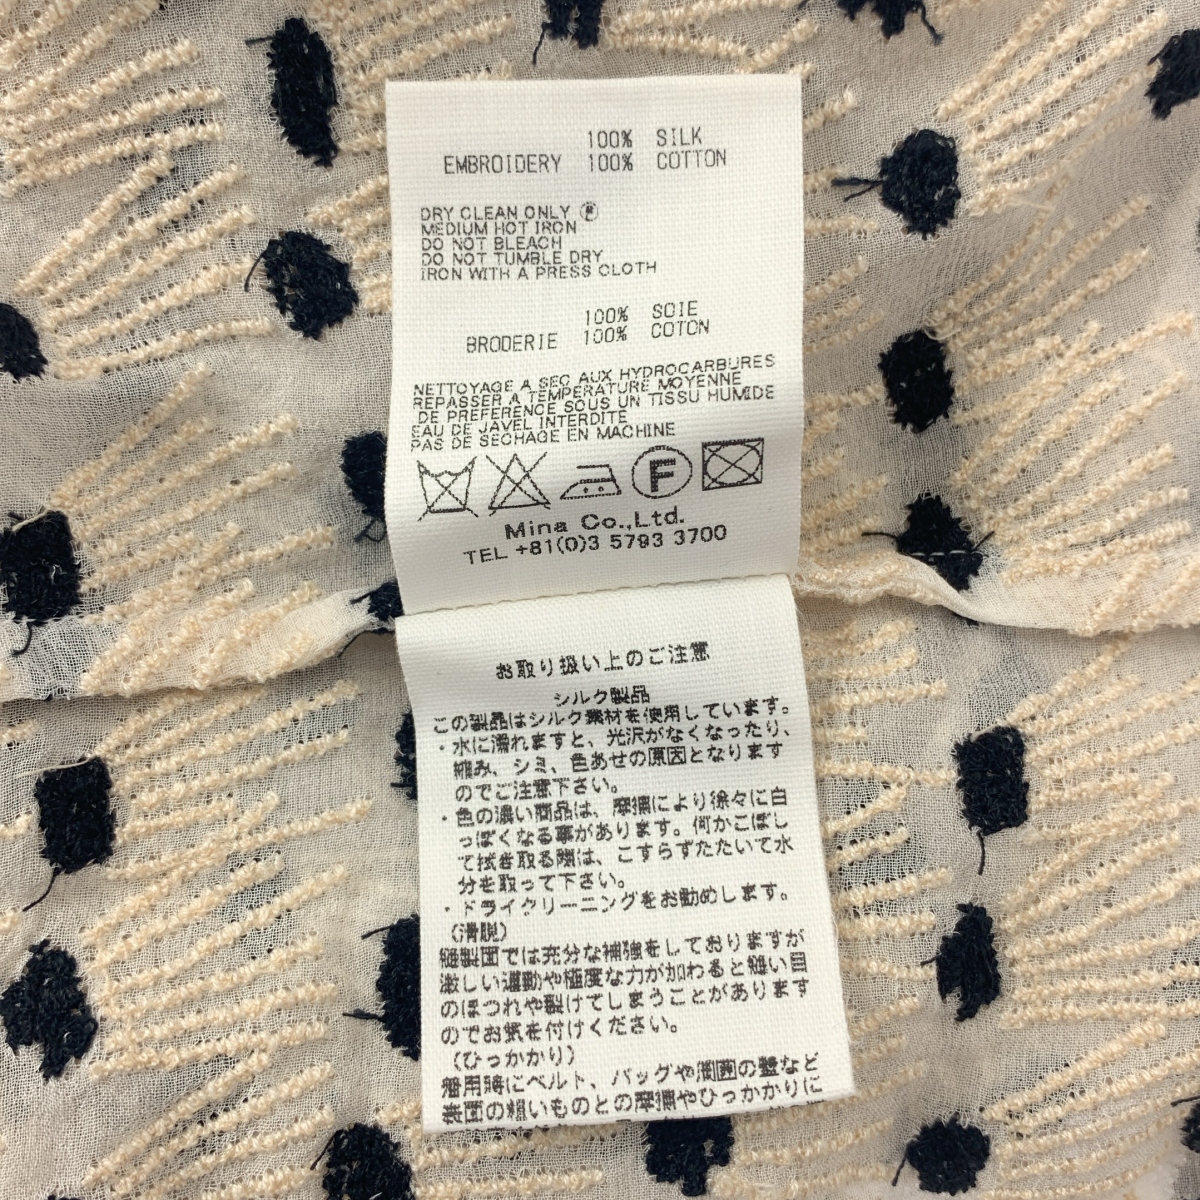 100% SILK
EMBROIDERY 100% COTTON
DRY CLEAN ONLY Ⓕ
MEDIUM HOT IRON
DO NOT BLEACH
DO NOT TUMBLE DRY
IRON WITH A PRESS CLOTH
100% SOIE
BRODERIE 100% COTON
NETTOYAGE A SEC AUX HYDROCARBURES
REPASSER A TEMPERATURE MOYENNE
DE PREFERENCE SOUS UN TISSU HUMIDE
EAU DE JAVEL INTERDITE
PAS DE SECHAGE EN MACHINE
F
Mina Co.,Ltd.
TEL +81(0)3 5793 3700
お取り扱い上のご注意
シルク製品
この製品はシルク素材を使用しています。
・水に濡れますと、光沢がなくなったり、
縮み、シミ、色あせの原因となります
のでご注意下さい。
・色の濃い商品は、摩擦により徐々に白
っぽくなる事があります。何かこぼし
て拭き取る際は、こすらずたたいて水
分を取って下さい。
・ドライクリーニングをお勧めします。
(滑脱)
縫製面では充分な補強をしておりますが
激しい運動や極度な力が加わると縫い目
のほつれや裂けてしまうことがあります
のでお気を付けください。
(ひっかかり)
着用時にベルト、バッグや周囲の壁など
表面の粗いものとの摩擦やひっかかりに